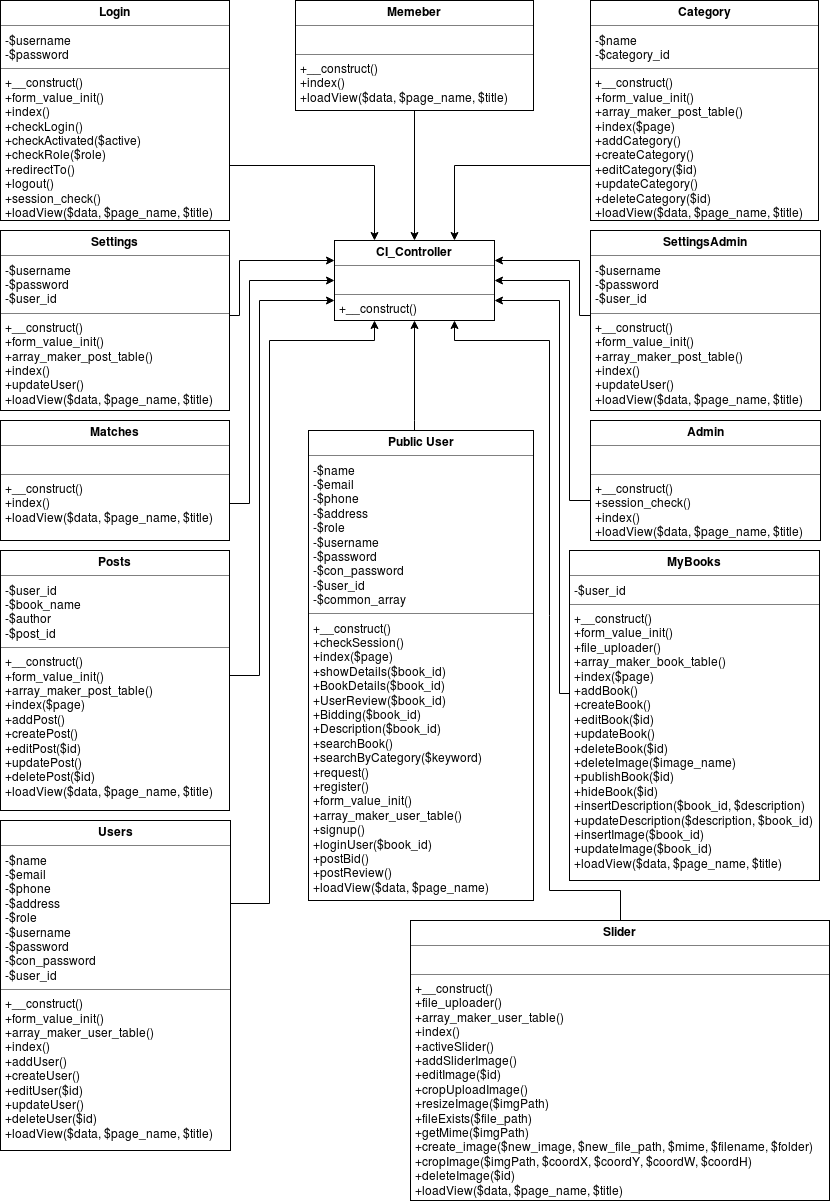 Login
-$username
-$password
+__construct()
+form_value_init()
+index()
+checkLogin()
+checkActivated($active)
+checkRole($role)
+redirectTo()
+logout()
+session_check()
+loadView($data, $page_name, $title)
Memeber
+__construct()
+index()
+loadView($data, $page_name, $title)
Category
-$name
-$category_id
+__construct()
+form_value_init()
+array_maker_post_table()
+index($page)
+addCategory()
+createCategory()
+editCategory($id)
+updateCategory()
+deleteCategory($id)
+loadView($data, $page_name, $title)
Settings
-$username
-$password
-$user_id
+__construct()
+form_value_init()
+array_maker_post_table()
+index()
+updateUser()
+loadView($data, $page_name, $title)
CI_Controller
+__construct()
SettingsAdmin
-$username
-$password
-$user_id
+__construct()
+form_value_init()
+array_maker_post_table()
+index()
+updateUser()
+loadView($data, $page_name, $title)
Matches
+__construct()
+index()
+loadView($data, $page_name, $title)
Public User
-$name
-$email
-$phone
-$address
-$role
-$username
-$password
-$con_password
-$user_id
-$common_array
+__construct()
+checkSession()
+index($page)
+showDetails($book_id)
+BookDetails($book_id)
+UserReview($book_id)
+Bidding($book_id)
+Description($book_id)
+searchBook()
+searchByCategory($keyword)
+request()
+register()
+form_value_init()
+array_maker_user_table()
+signup()
+loginUser($book_id)
+postBid()
+postReview()
+loadView($data, $page_name)
Admin
+__construct()
+session_check()
+index()
+loadView($data, $page_name, $title)
Posts
-$user_id
-$book_name
-$author
-$post_id
+__construct()
+form_value_init()
+array_maker_post_table()
+index($page)
+addPost()
+createPost()
+editPost($id)
+updatePost()
+deletePost($id)
+loadView($data, $page_name, $title)
MyBooks
-$user_id
+__construct()
+form_value_init()
+file_uploader()
+array_maker_book_table()
+index($page)
+addBook()
+createBook()
+editBook($id)
+updateBook()
+deleteBook($id)
+deleteImage($image_name)
+publishBook($id)
+hideBook($id)
+insertDescription($book_id, $description)
+updateDescription($description, $book_id)
+insertImage($book_id)
+updateImage($book_id)
+loadView($data, $page_name, $title)
Users
-$name
-$email
-$phone
-$address
-$role
-$username
-$password
-$con_password
-$user_id
+__construct()
+form_value_init()
+array_maker_user_table()
+index()
+addUser()
+createUser()
+editUser($id)
+updateUser()
+deleteUser($id)
+loadView($data, $page_name, $title)
Slider
+__construct()
+file_uploader()
+array_maker_user_table()
+index()
+activeSlider()
+addSliderImage()
+editImage($id)
+cropUploadImage()
+resizeImage($imgPath)
+fileExists($file_path)
+getMime($imgPath)
+create_image($new_image, $new_file_path, $mime, $filename, $folder)
+cropImage($imgPath, $coordX, $coordY, $coordW, $coordH)
+deleteImage($id)
+loadView($data, $page_name, $title)